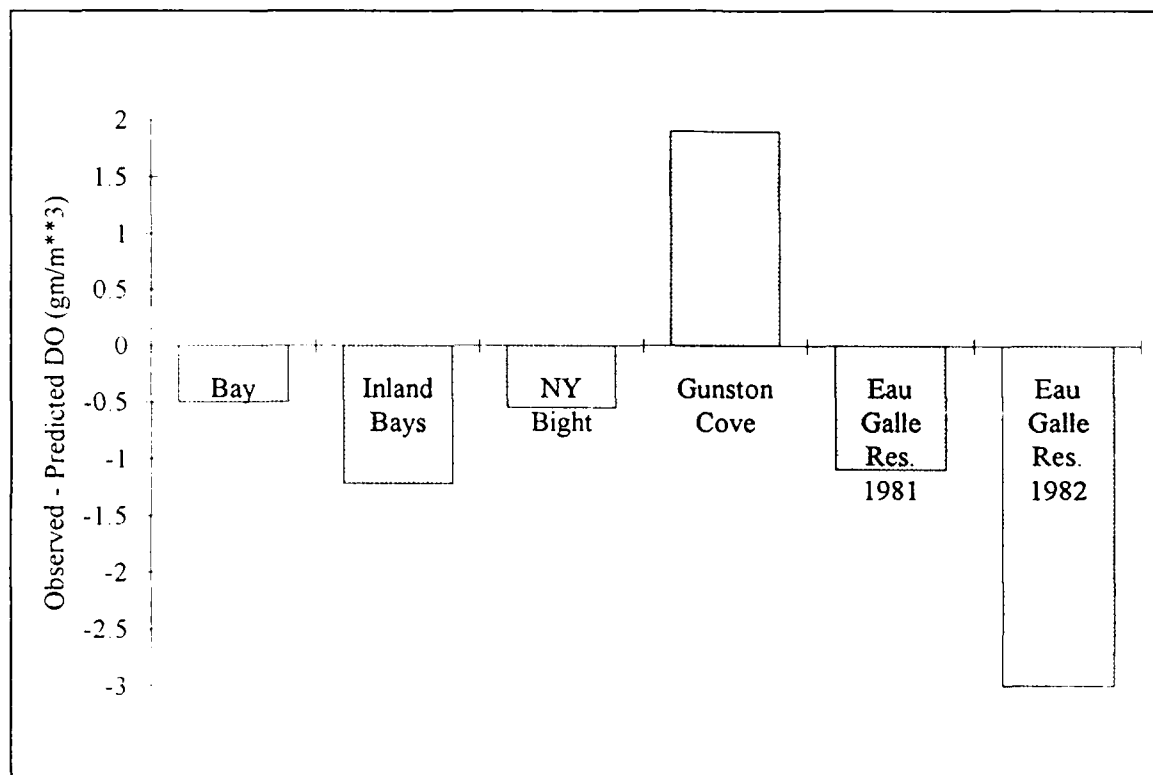 Observed - Predicted DO (gm/m**3)
2
1.5
1
0.5
0
-0.5
-1
-1.5
-2
-2.5
-3
Bay
Inland
Bays
NY
Bight
Gunston
Cove
Eau
Galle
Res.
1981
Eau
Galle
Res.
1982